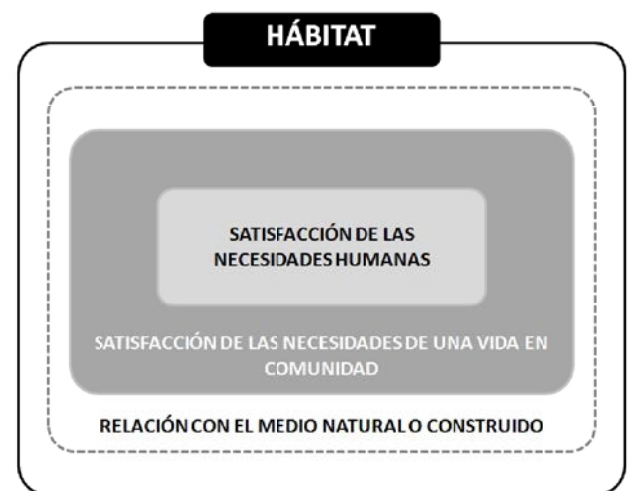 HÁBITAT
SATISFACCIÓN DE LAS
NECESIDADES HUMANAS
SATISFACCIÓN DE LAS NECESIDADES DE UNA VIDA EN
COMUNIDAD
RELACIÓN CON EL MEDIO NATURAL O CONSTRUIDO